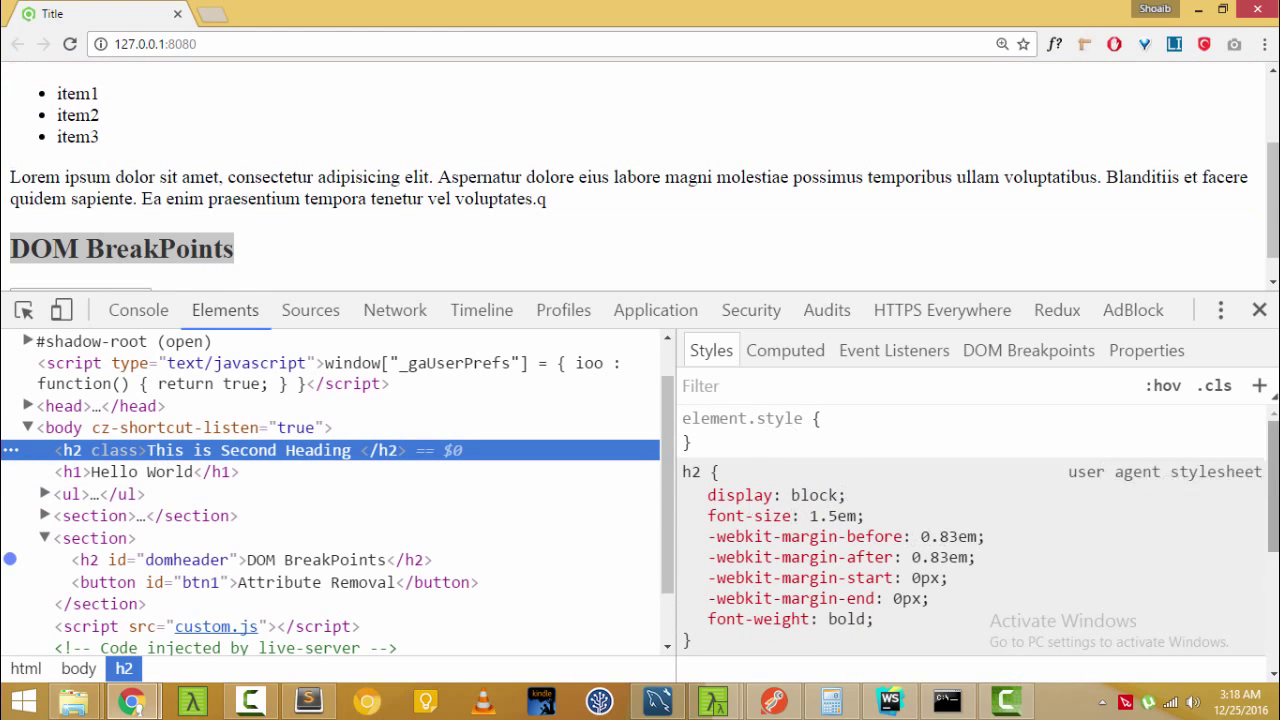 Title
Shoaib
127.0.0.1:8080
f?
LI
item1
item2
item3
Lorem ipsum dolor sit amet, consectetur adipisicing elit. Aspernatur dolore eius labore magni molestiae possimus temporibus ullam voluptatibus. Blanditiis et facere
quidem sapiente. Ea enim praesentium tempora tenetur vel voluptates.q
DOM BreakPoints
Console Elements Sources Network Timeline Profiles Application Security Audits HTTPS Everywhere Redux AdBlock
#shadow-root (open)
<script type="text/javascript">window["_gaUserPrefs"] = { ioo :
function() { return true; } }</script>
<head>…</head>
<body cz-shortcut-listen="true">
<h2 class>This is Second Heading </h2> == $0
<h1>Hello World</h1>
<ul>…</ul>
<section>…</section>
<section>
<h2 id="domheader">DOM BreakPoints</h2>
<button id="btn1">Attribute Removal</button>
</section>
<script src="custom.js"></script>
<!-- Code injected by live-server -->
html body h2
Styles Computed Event Listeners DOM Breakpoints Properties
Filter :hov .cls +
element.style {
}
h2 { user agent stylesheet
display: block;
font-size: 1.5em;
-webkit-margin-before: 0.83em;
-webkit-margin-after: 0.83em;
-webkit-margin-start: 0px;
-webkit-margin-end: 0px;
font-weight: bold;
}
Activate Windows
Go to PC settings to activate Windows.
kindle
WS
3:18 AM
12/25/2016